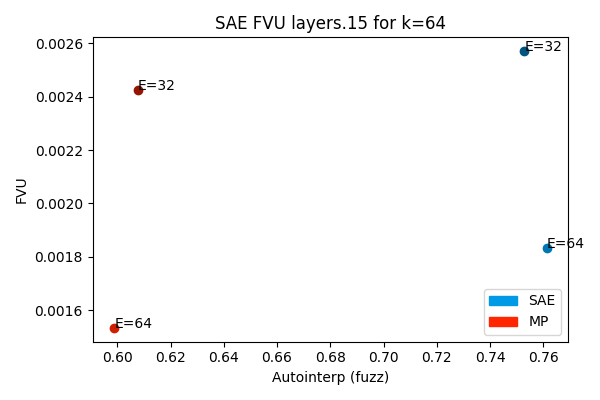 SAE FVU layers.15 for k=64
0.0026
0.0024
0.0022
0.0020
0.0018
0.0016
FVU
E=32
E=32
E=64
E=64
SAE
MP
0.60 0.62 0.64 0.66 0.68 0.70 0.72 0.74 0.76
Autointerp (fuzz)